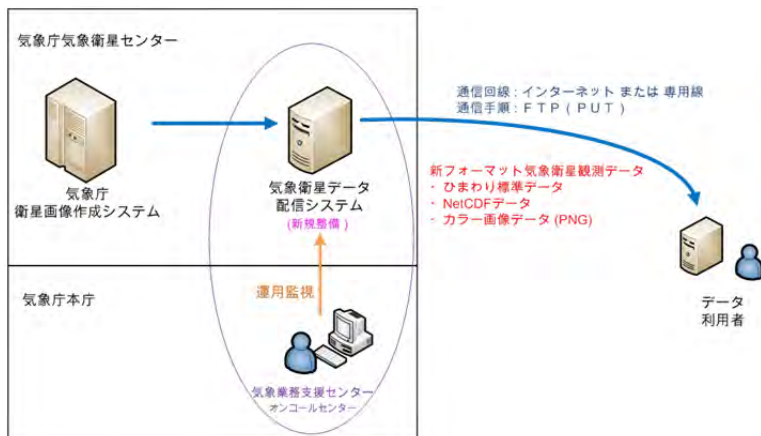 気象庁気象衛星センター
通信回線：インターネット または 専用線
通信手順：ＦＴＰ（ＰＵＴ）
気象庁
衛星画像作成システム
気象衛星データ
配信システム
(新規整備)
新フォーマット気象衛星観測データ
・ ひまわり標準データ
・ NetCDFデータ
・ カラー画像データ (PNG)
データ
利用者
気象庁本庁
運用監視
気象業務支援センター
オンコールセンター